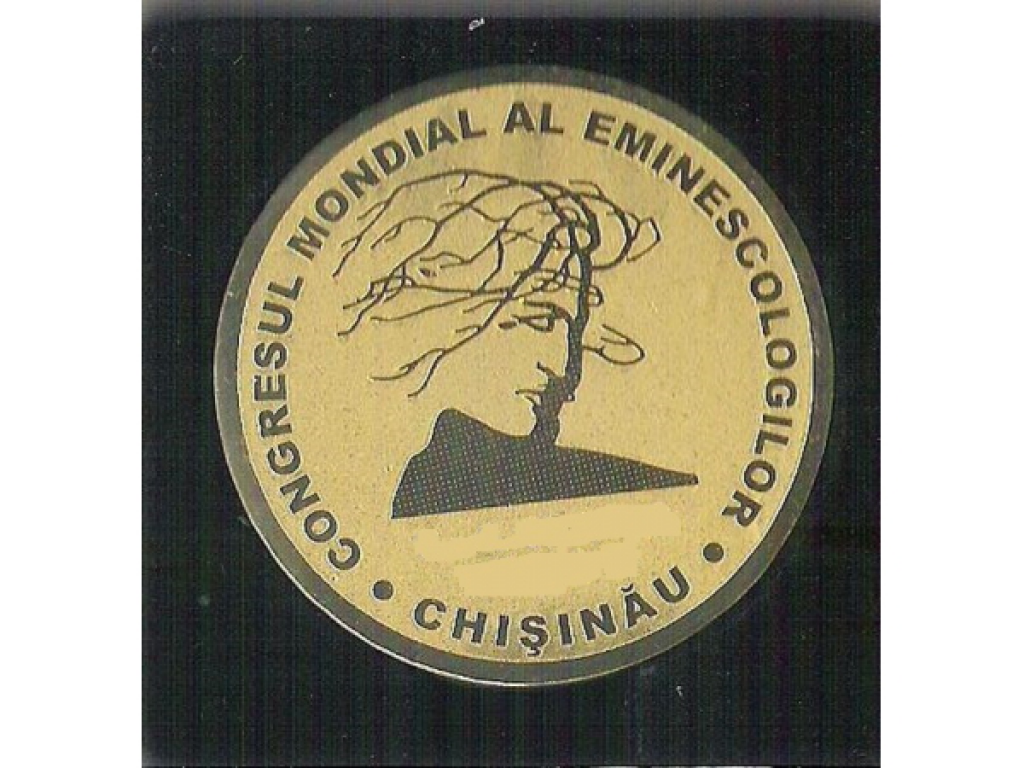 CONGRESUL MONDIAL AL EMINESCOLOGILOR
• CHIŞINĂU •